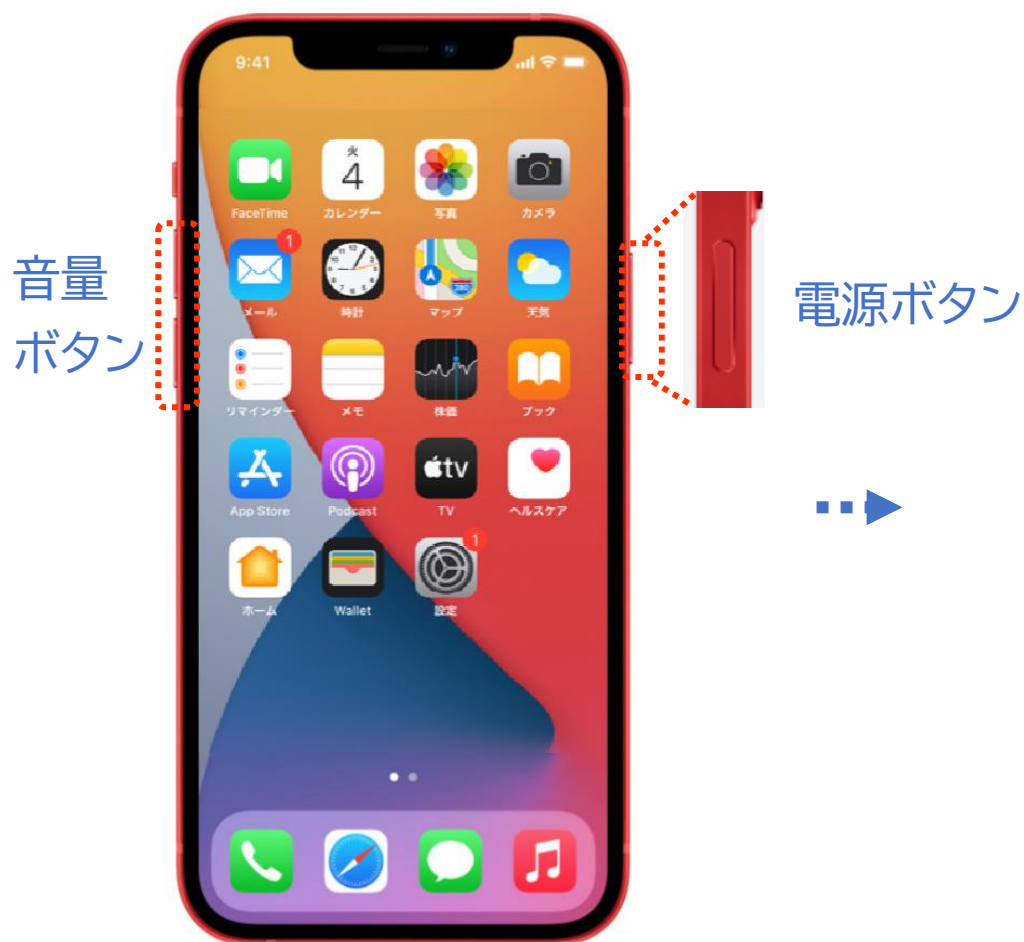 9:41
火
4
FaceTime
カレンダー
写真
カメラ
1
メール
時計
マップ
天気
音量
ボタン
電源ボタン
リマインダー
メモ
株価
ブック
tv
App Store
Podcast
TV
ヘルスケア
1
ホーム
Wallet
設定